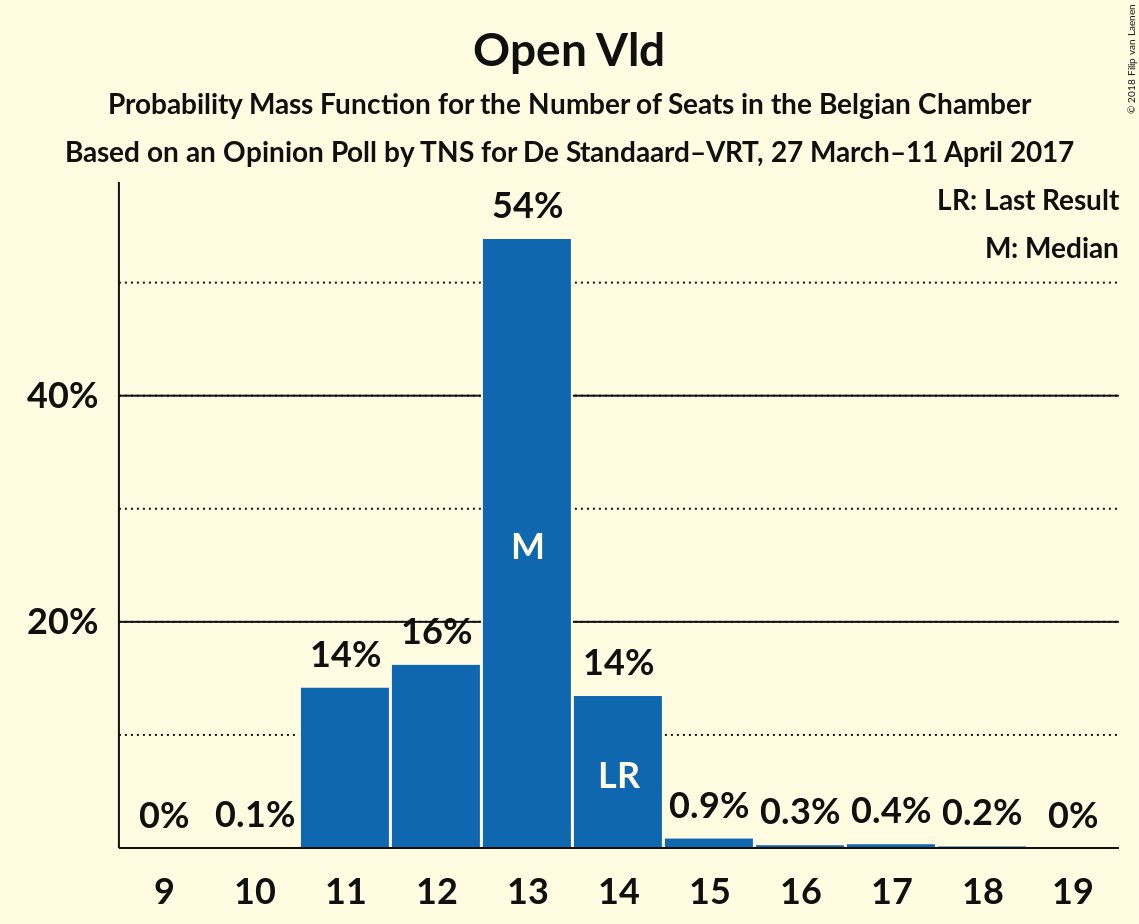 Open Vld
Probability Mass Function for the Number of Seats in the Belgian Chamber
Based on an Opinion Poll by TNS for De Standaard–VRT, 27 March–11 April 2017
© 2018 Filip van Laenen
LR: Last Result
M: Median
40%
20%
0%
0.1%
14%
16%
54%
14%
0.9%
0.3%
0.4%
0.2%
0%
M
LR
9 10 11 12 13 14 15 16 17 18 19